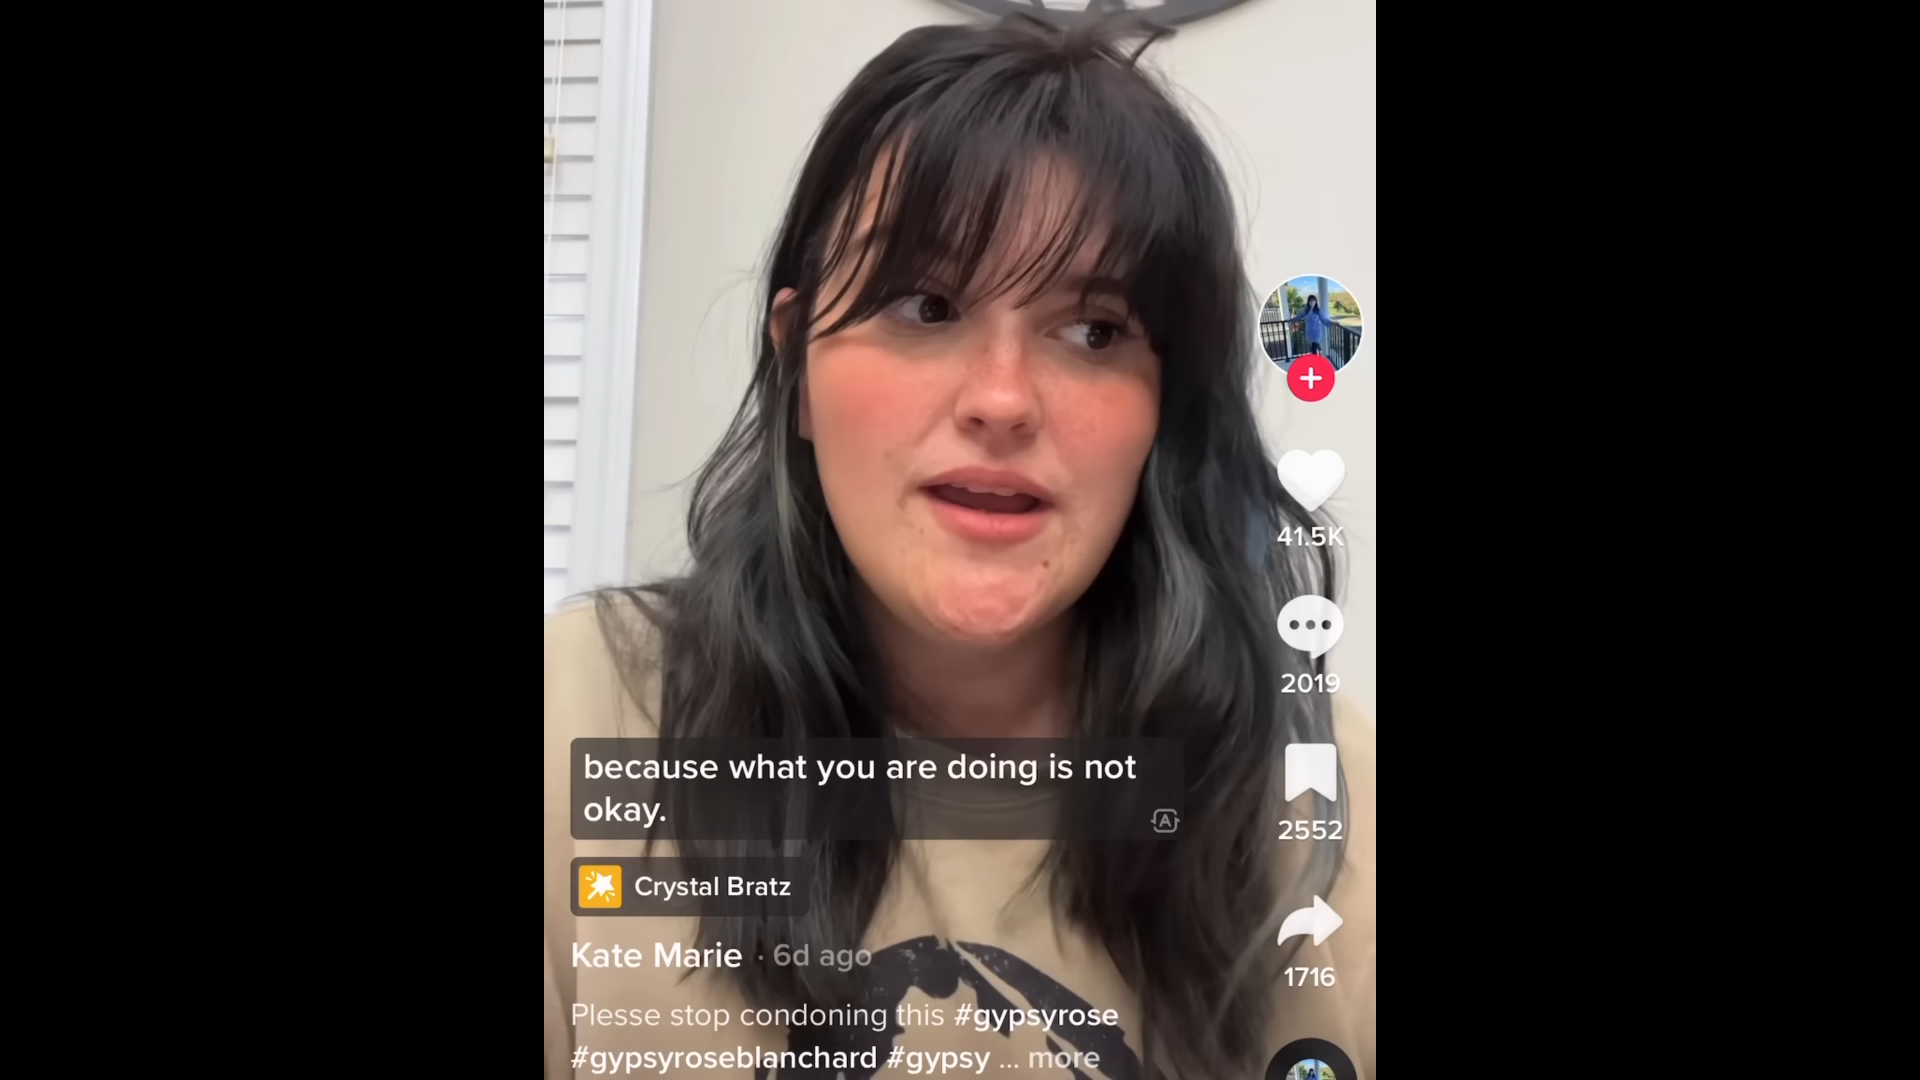 41.5K
2019
because what you are doing is not
okay.
A
2552
Crystal Bratz
Kate Marie · 6d ago
1716
Plesse stop condoning this #gypsyrose
#gypsyroseblanchard #gypsy ... more